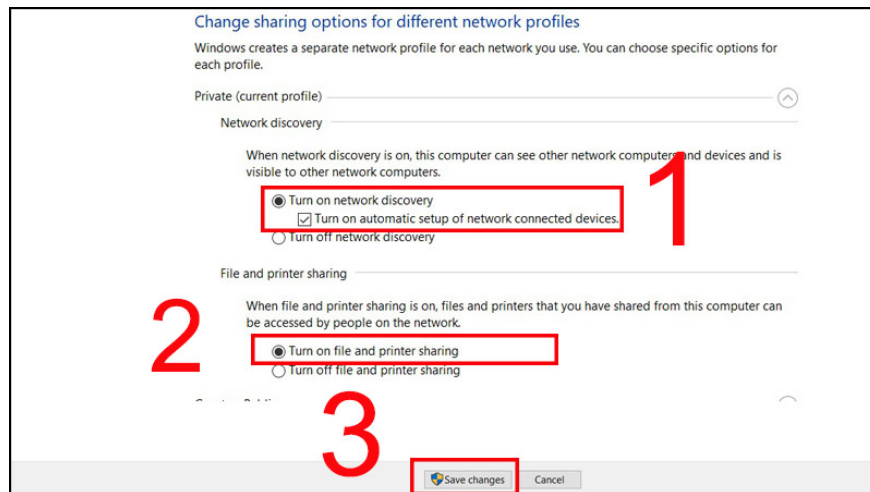 Change sharing options for different network profiles
Windows creates a separate network profile for each network you use. You can choose specific options for
each profile.
Private (current profile)
Network discovery
When network discovery is on, this computer can see other network computers and devices and is
visible to other network computers.
1
Turn on network discovery
Turn on automatic setup of network connected devices.
Turn off network discovery
File and printer sharing
2
When file and printer sharing is on, files and printers that you have shared from this computer can
be accessed by people on the network.
Turn on file and printer sharing
Turn off file and printer sharing
3
Save changes
Cancel